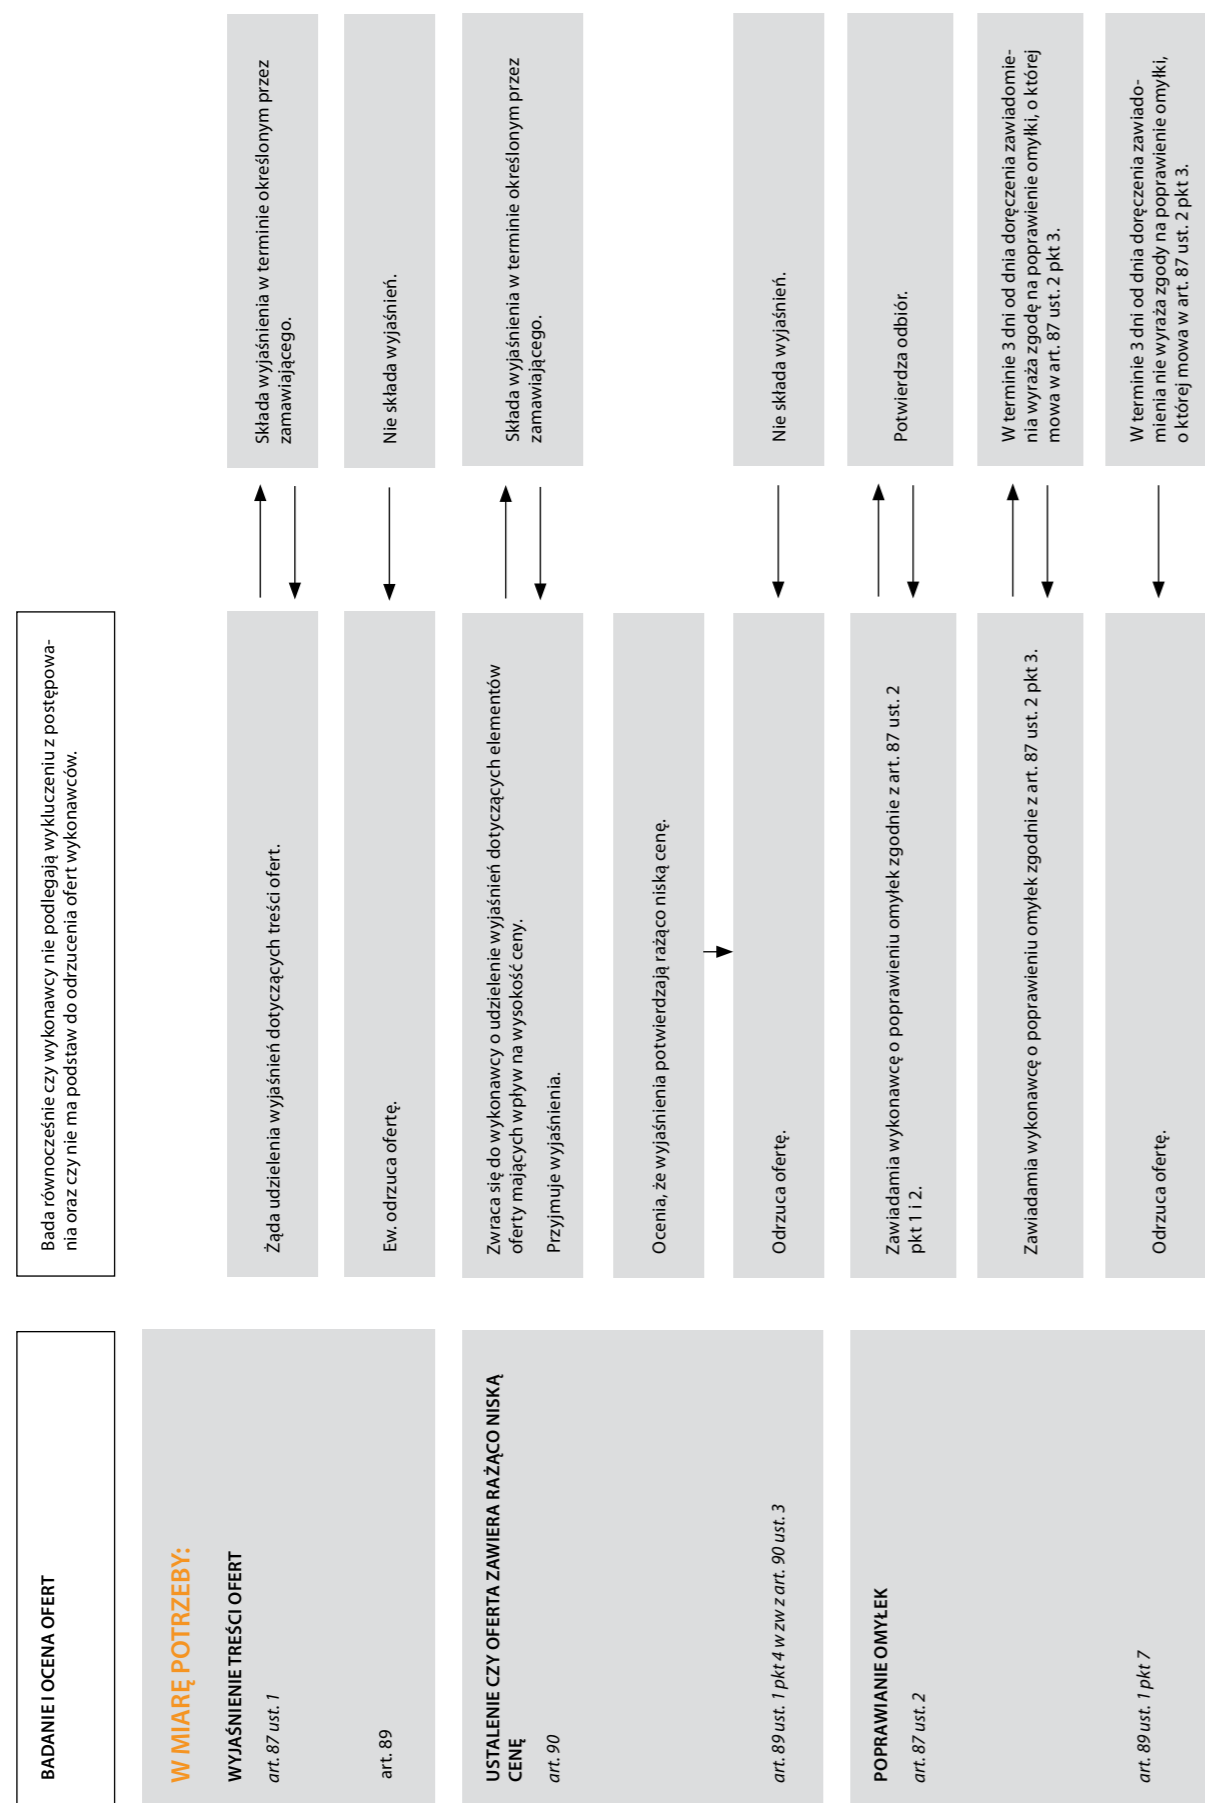 BADANIE I OCENA OFERT
Bada równocześnie czy wykonawcy nie podlegają wykluczeniu z postępowa-
nia oraz czy nie ma podstaw do odrzucenia ofert wykonawców.
W MIARĘ POTRZEBY:
WYJAŚNIENIE TREŚCI OFERT
art. 87 ust. 1
Żąda udzielenia wyjaśnień dotyczących treści ofert.
Składa wyjaśnienia w terminie określonym przez
zamawiającego.
art. 89
Ew. odrzuca ofertę.
Nie składa wyjaśnień.
USTALENIE CZY OFERTA ZAWIERA RAŻĄCO NISKĄ
CENĘ
art. 90
Zwraca się do wykonawcy o udzielenie wyjaśnień dotyczących elementów
oferty mających wpływ na wysokość ceny.
Przyjmuje wyjaśnienia.
Składa wyjaśnienia w terminie określonym przez
zamawiającego.
Ocenia, że wyjaśnienia potwierdzają rażąco niską cenę.
art. 89 ust. 1 pkt 4 w zw z art. 90 ust. 3
Odrzuca ofertę.
Nie składa wyjaśnień.
POPRAWIANIE OMYŁEK
art. 87 ust. 2
Zawiadamia wykonawcę o poprawieniu omyłek zgodnie z art. 87 ust. 2
pkt 1 i 2.
Potwierdza odbiór.
Zawiadamia wykonawcę o poprawieniu omyłek zgodnie z art. 87 ust. 2 pkt 3.
W terminie 3 dni od dnia doręczenia zawiadomie-
nia wyraża zgodę na poprawienie omyłki, o której
mowa w art. 87 ust. 2 pkt 3.
art. 89 ust. 1 pkt 7
Odrzuca ofertę.
W terminie 3 dni od dnia doręczenia zawiado-
mienia nie wyraża zgody na poprawienie omyłki,
o której mowa w art. 87 ust. 2 pkt 3.